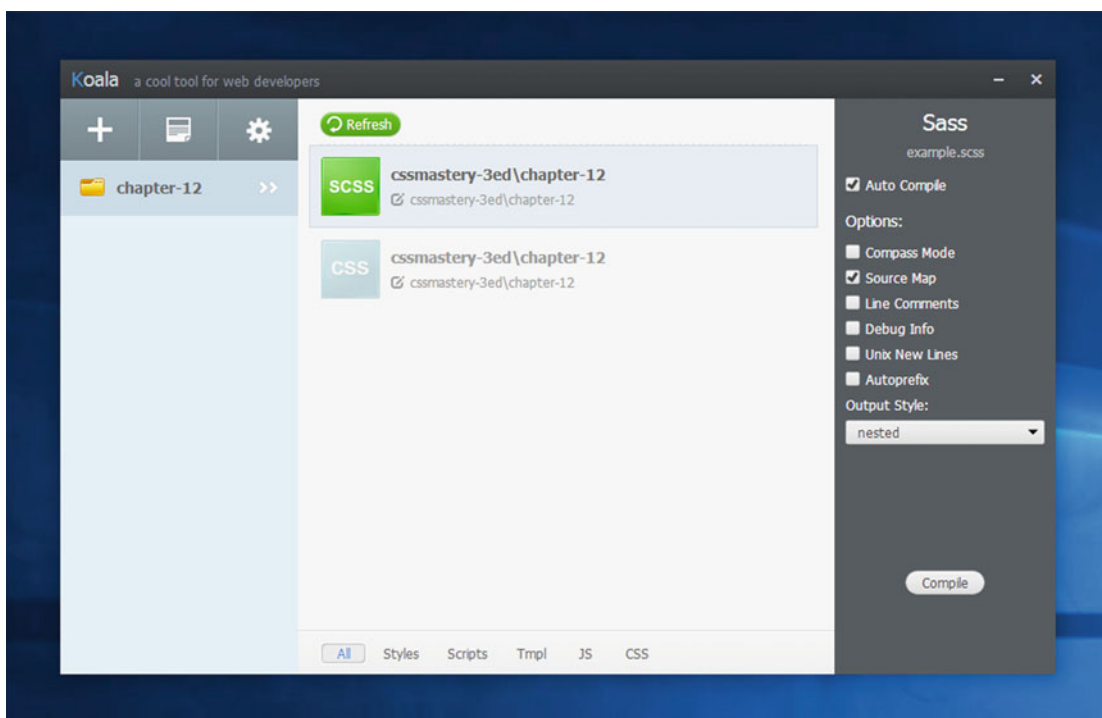 Koala a cool tool for web developers
chapter-12
Refresh
SCSS
cssmastery-3ed\chapter-12
cssmastery-3ed\chapter-12
CSS
cssmastery-3ed\chapter-12
cssmastery-3ed\chapter-12
All Styles Scripts Tmpl JS CSS
Sass
example.scss
Auto Compile
Options:
Compass Mode
Source Map
Line Comments
Debug Info
Unix New Lines
Autoprefix
Output Style:
nested
Compile